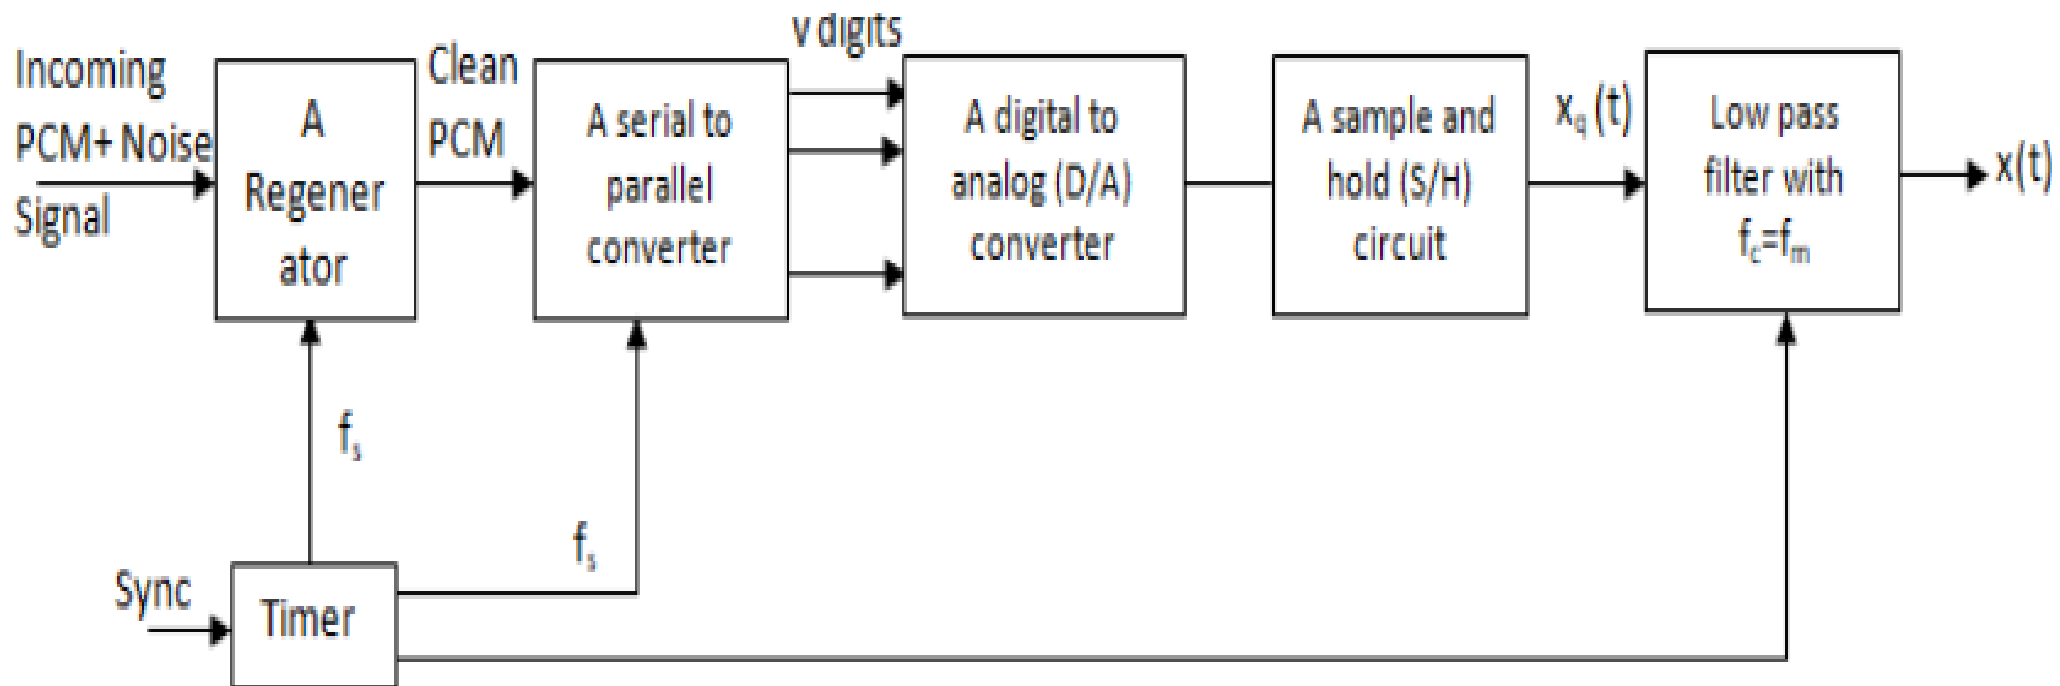 Incoming
PCM+ Noise
Signal
A
Regener
ator
Clean
PCM
A serial to
parallel
converter
v digits
A digital to
analog (D/A)
converter
A sample and
hold (S/H)
circuit
xq (t)
Low pass
filter with
fc=fm
x(t)
fs
fs
Sync
Timer